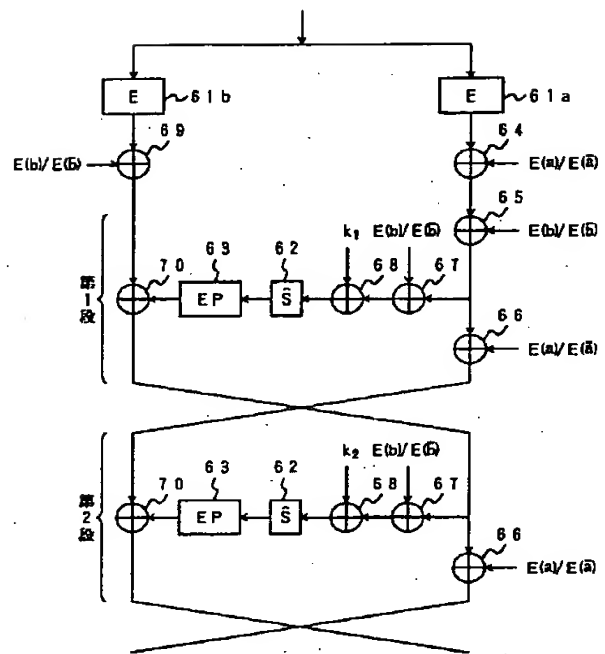 E 61b E 61a
69 64
E(b)/E(b̄) E(a)/E(ā)
65
k₁ E(b)/E(b̄) E(b)/E(b̄)
63 62
70 68 67 66
第1段 EP Ŝ
E(a)/E(ā)
k₂ E(b)/E(b̄)
63 62
70 68 67
第2段 EP Ŝ
66
E(a)/E(ā)